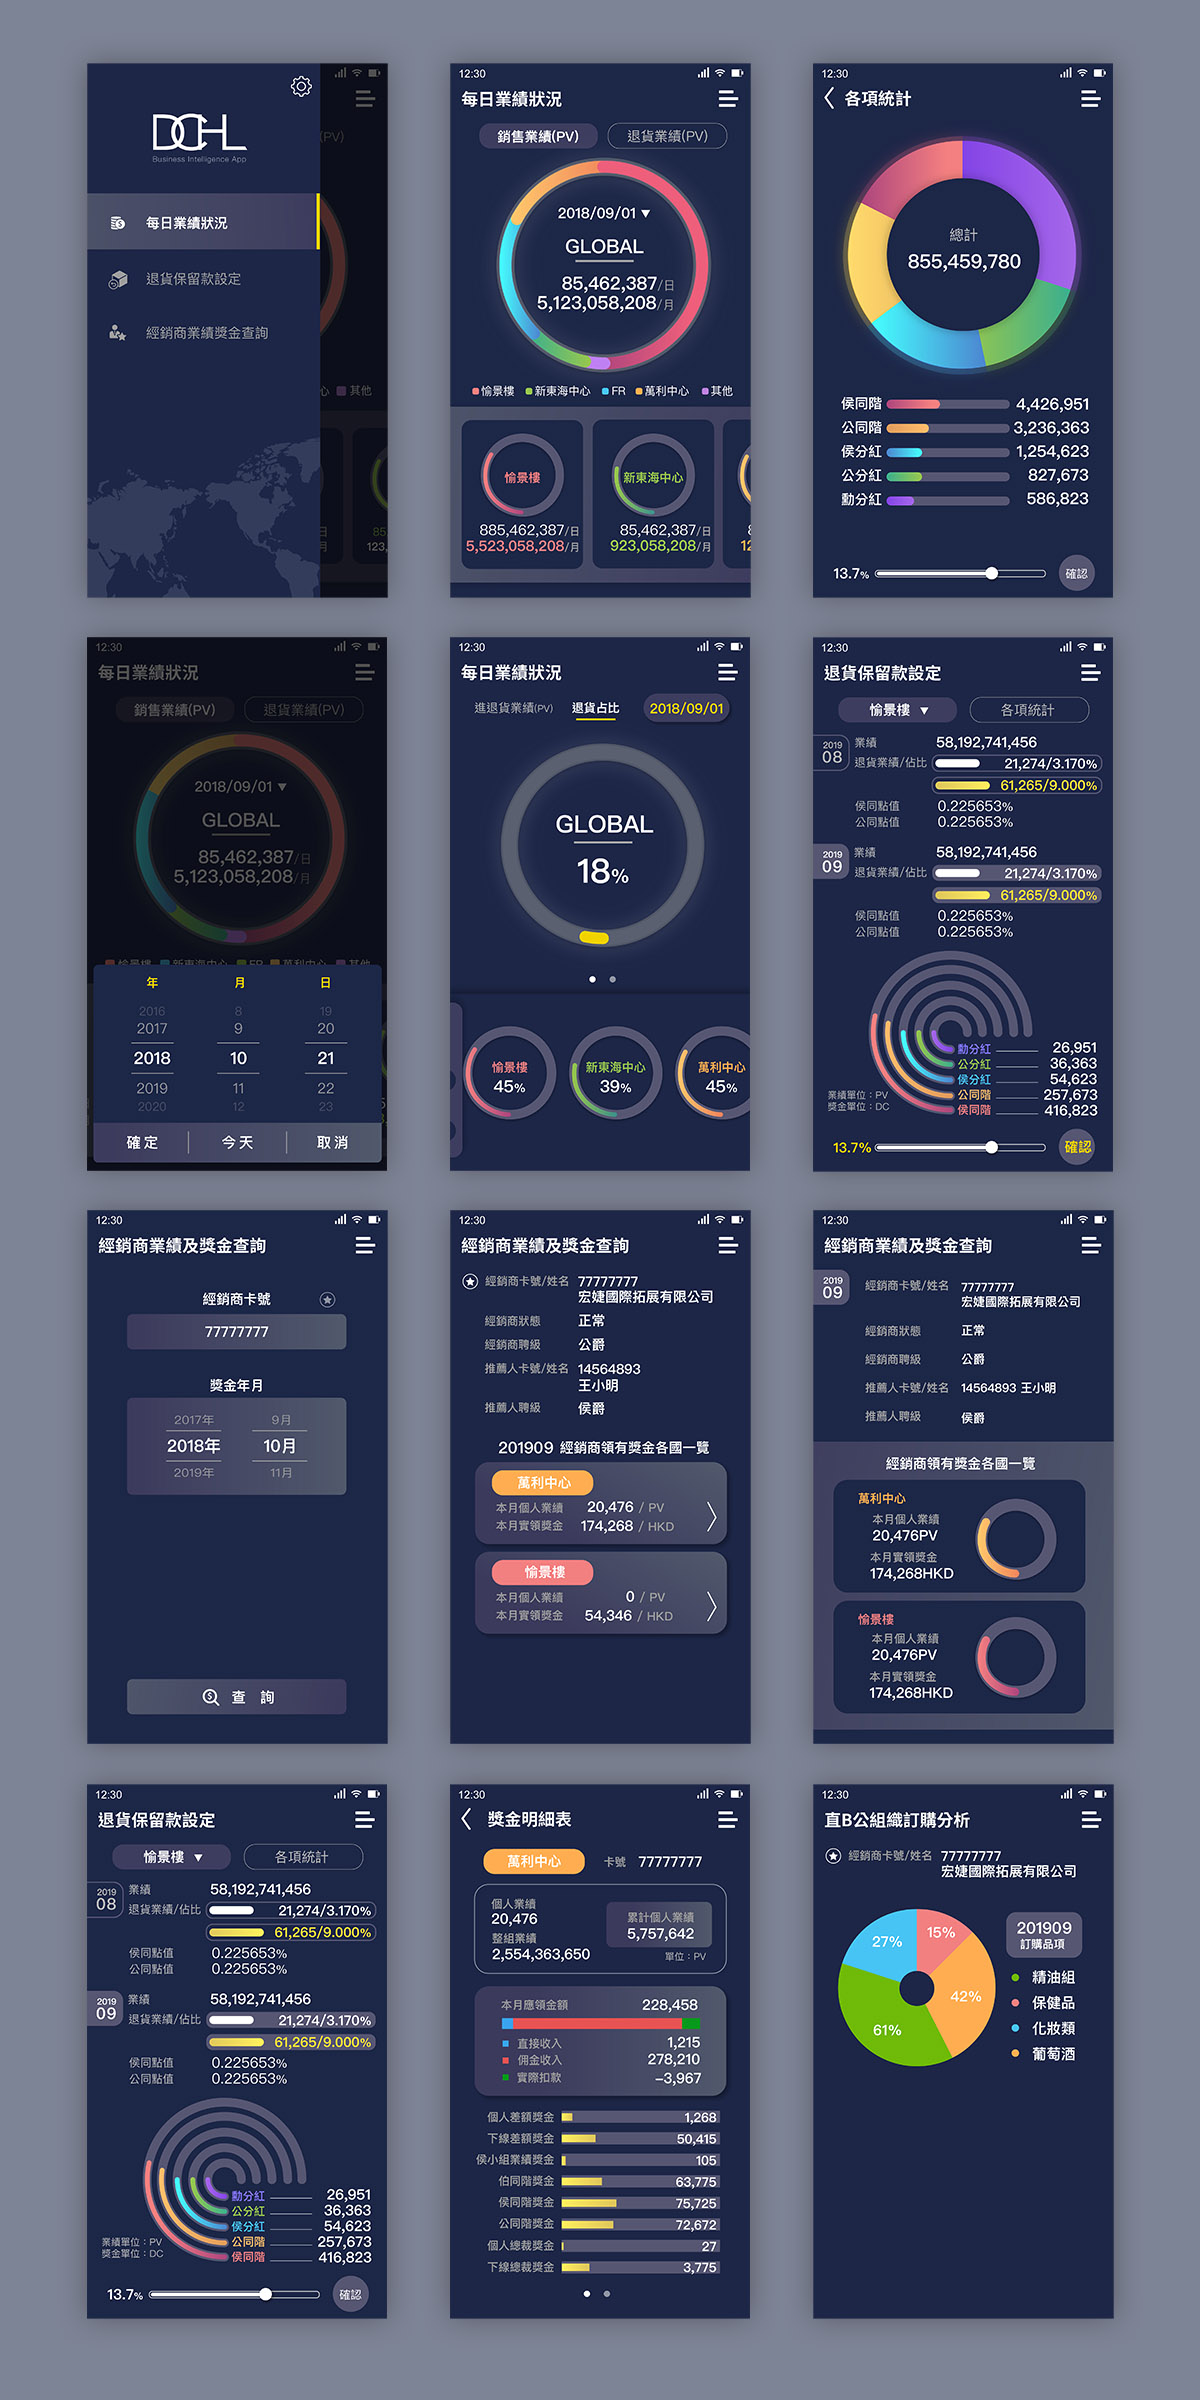 DCHL
Business Intelligence App
每日業績狀況
退貨保留款設定
經銷商業績獎金查詢
(PV)
心 其他
日
月
85
123,
12:30
每日業績狀況
銷售業績(PV) 退貨業績(PV)
2018/09/01 ▼
GLOBAL
85,462,387/日
5,123,058,208/月
愉景樓 新東海中心 FR 萬利中心 其他
愉景樓
885,462,387/日
5,523,058,208/月
新東海中心
85,462,387/日
923,058,208/月
8
12
12:30
各項統計
總計
855,459,780
侯同階 4,426,951
公同階 3,236,363
侯分紅 1,254,623
公分紅 827,673
勳分紅 586,823
13.7% 確認
12:30
每日業績狀況
銷售業績(PV) 退貨業績(PV)
2018/09/01 ▼
GLOBAL
85,462,387/日
5,123,058,208/月
愉景樓 新東海中心 FR 萬利中心 其他
年 月 日
2016 8 19
2017 9 20
2018 10 21
2019 11 22
2020 12 23
確定 今天 取消
12:30
每日業績狀況
進退貨業績(PV) 退貨占比 2018/09/01
GLOBAL
18%
愉景樓
45%
新東海中心
39%
萬利中心
45%
12:30
退貨保留款設定
愉景樓 ▼ 各項統計
2019
08
業績 58,192,741,456
退貨業績/佔比 21,274/3.170%
61,265/9.000%
侯同點值 0.225653%
公同點值 0.225653%
2019
09
業績 58,192,741,456
退貨業績/佔比 21,274/3.170%
61,265/9.000%
侯同點值 0.225653%
公同點值 0.225653%
勳分紅 26,951
公分紅 36,363
侯分紅 54,623
公同階 257,673
侯同階 416,823
業績單位：PV
獎金單位：DC
13.7% 確認
12:30
經銷商業績及獎金查詢
經銷商卡號
77777777
獎金年月
2017年 9月
2018年 10月
2019年 11月
查 詢
12:30
經銷商業績及獎金查詢
經銷商卡號/姓名 77777777
宏婕國際拓展有限公司
經銷商狀態 正常
經銷商聘級 公爵
推薦人卡號/姓名 14564893
王小明
推薦人聘級 侯爵
201909 經銷商領有獎金各國一覽
萬利中心
本月個人業績 20,476 / PV
本月實領獎金 174,268 / HKD
愉景樓
本月個人業績 0 / PV
本月實領獎金 54,346 / HKD
12:30
經銷商業績及獎金查詢
2019
09
經銷商卡號/姓名 77777777
宏婕國際拓展有限公司
經銷商狀態 正常
經銷商聘級 公爵
推薦人卡號/姓名 14564893 王小明
推薦人聘級 侯爵
經銷商領有獎金各國一覽
萬利中心
本月個人業績
20,476PV
本月實領獎金
174,268HKD
愉景樓
本月個人業績
20,476PV
本月實領獎金
174,268HKD
12:30
退貨保留款設定
愉景樓 ▼ 各項統計
2019
08
業績 58,192,741,456
退貨業績/佔比 21,274/3.170%
61,265/9.000%
侯同點值 0.225653%
公同點值 0.225653%
2019
09
業績 58,192,741,456
退貨業績/佔比 21,274/3.170%
61,265/9.000%
侯同點值 0.225653%
公同點值 0.225653%
勳分紅 26,951
公分紅 36,363
侯分紅 54,623
公同階 257,673
侯同階 416,823
業績單位：PV
獎金單位：DC
13.7% 確認
12:30
獎金明細表
萬利中心 卡號 77777777
個人業績
20,476
整組業績
2,554,363,650
累計個人業績
5,757,642
單位：PV
本月應領金額 228,458
直接收入 1,215
佣金收入 278,210
實際扣款 -3,967
個人差額獎金 1,268
下線差額獎金 50,415
侯小組業績獎金 105
伯同階獎金 63,775
侯同階獎金 75,725
公同階獎金 72,672
個人總裁獎金 27
下線總裁獎金 3,775
12:30
直B公組織訂購分析
經銷商卡號/姓名 77777777
宏婕國際拓展有限公司
27%
15%
42%
61%
201909
訂購品項
精油組
保健品
化妝類
葡萄酒